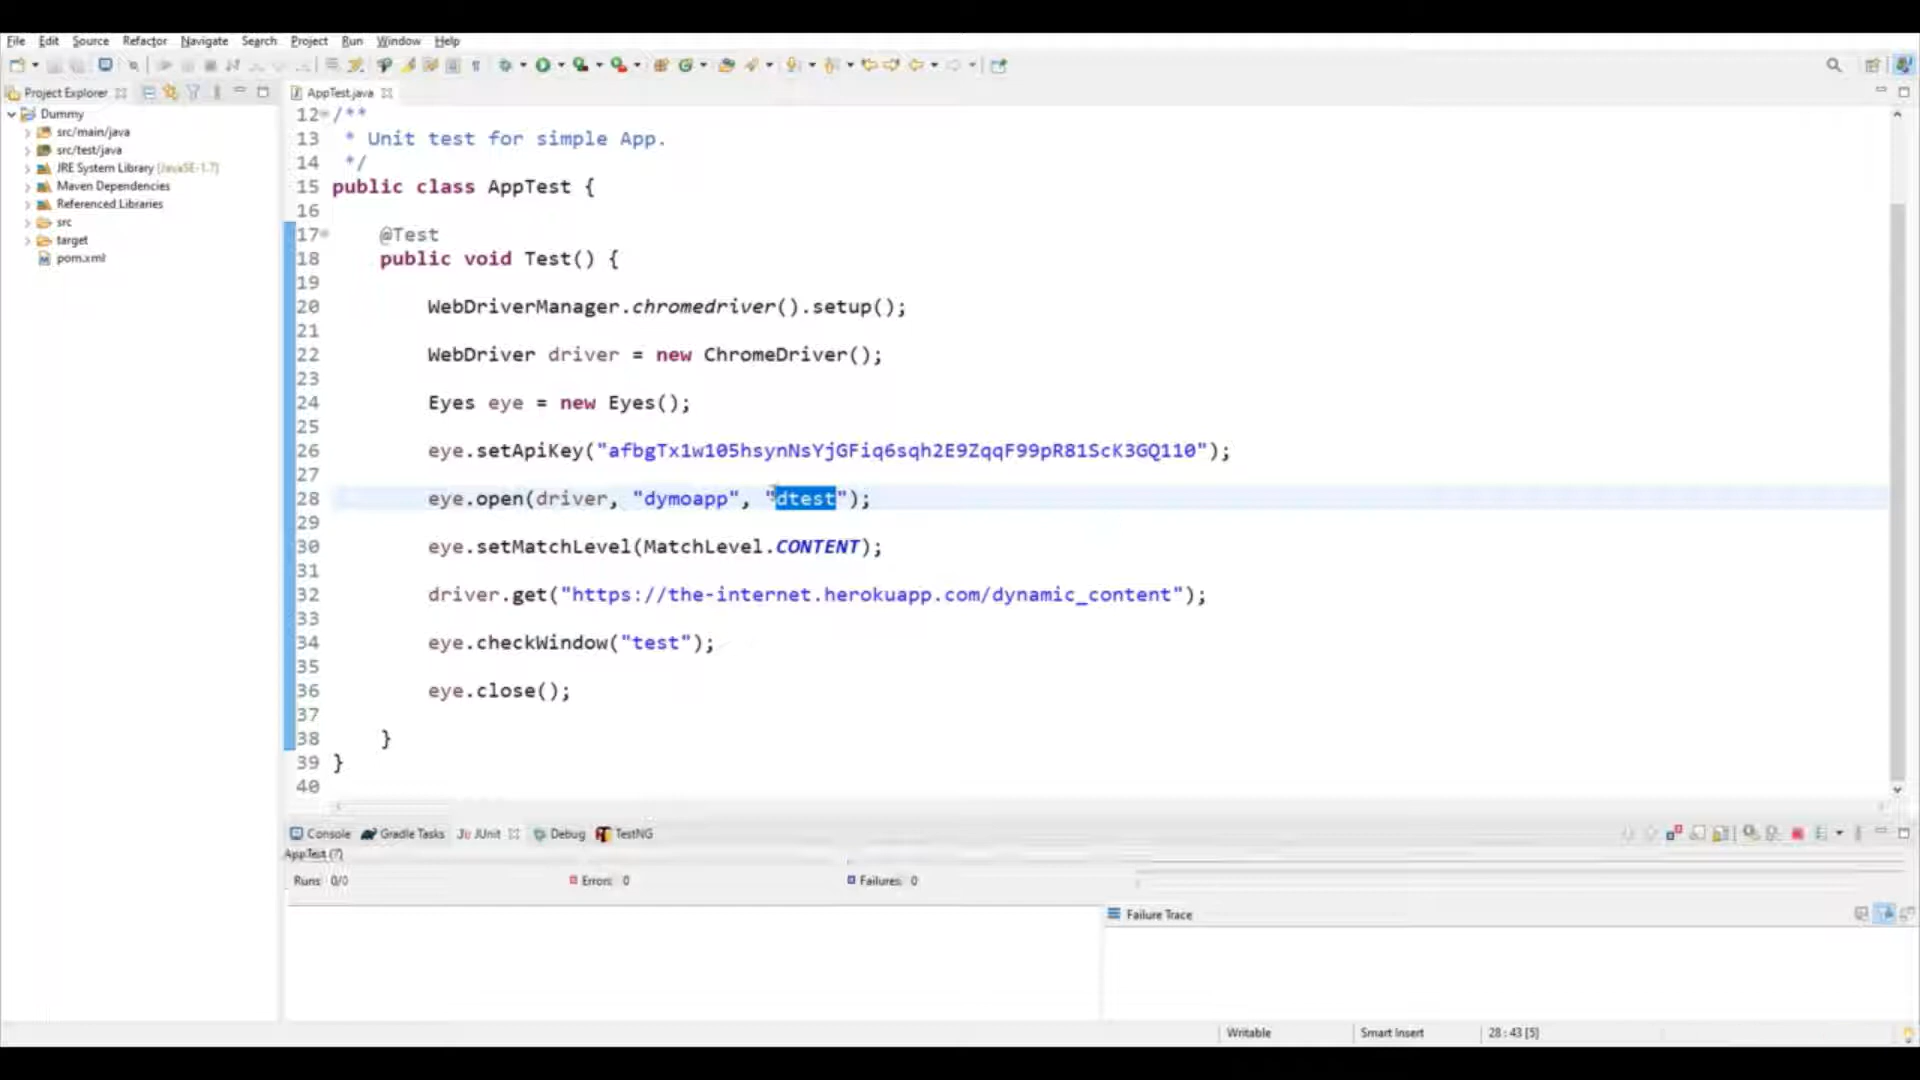 File Edit Source Refactor Navigate Search Project Run Window Help
Project Explorer
AppTest.java
Dummy
src/main/java
src/test/java
JRE System Library [JavaSE-1.7]
Maven Dependencies
Referenced Libraries
src
target
pom.xml
12 /**
13 * Unit test for simple App.
14 */
15 public class AppTest {
16
17 @Test
18 public void Test() {
19
20 WebDriverManager.chromedriver().setup();
21
22 WebDriver driver = new ChromeDriver();
23
24 Eyes eye = new Eyes();
25
26 eye.setApiKey("afbgTx1w105hsynNsYjGFiq6sqh2E9ZqqF99pR81ScK3GQ110");
27
28 eye.open(driver, "dymoapp", "dtest");
29
30 eye.setMatchLevel(MatchLevel.CONTENT);
31
32 driver.get("https://the-internet.herokuapp.com/dynamic_content");
33
34 eye.checkWindow("test");
35
36 eye.close();
37
38 }
39 }
40
Console Gradle Tasks JUnit Debug TestNG
AppTest (7)
Runs: 0/0 Errors: 0 Failures: 0
Failure Trace
Writable Smart Insert 28 : 43 [5]